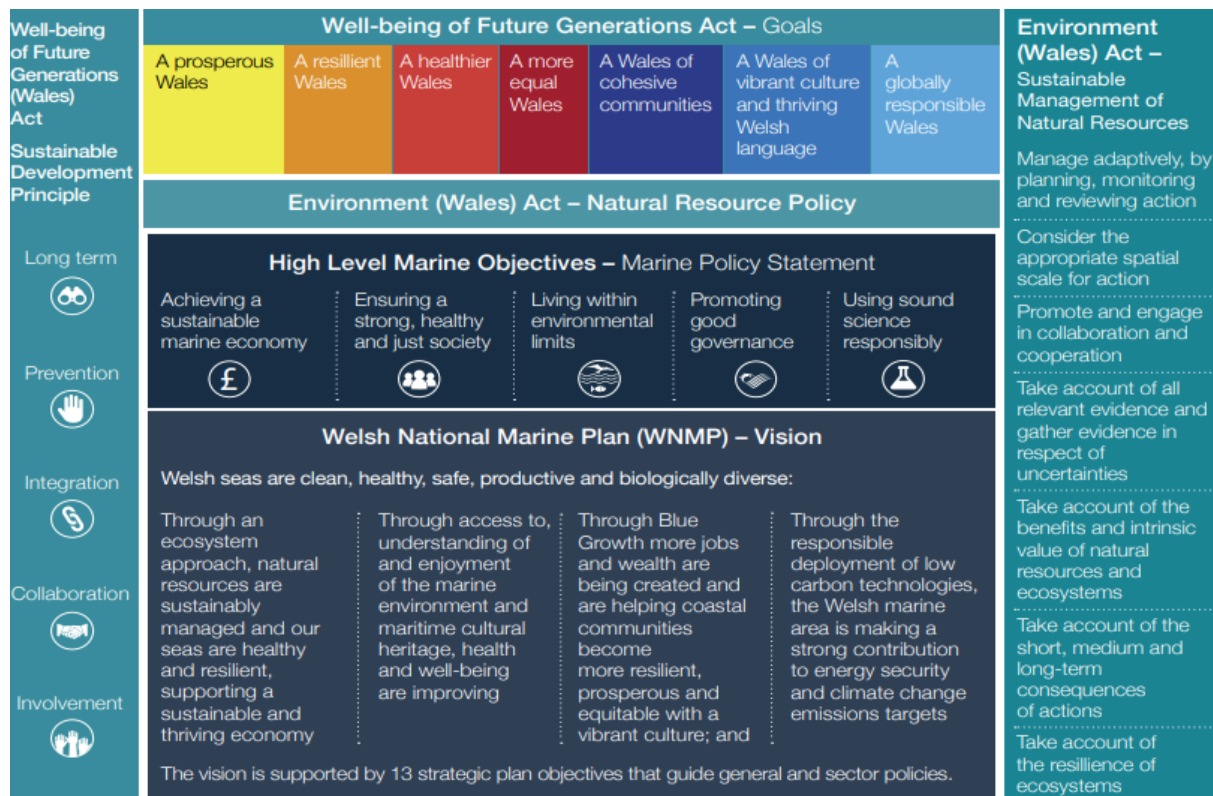 Well-being
of Future
Generations
(Wales)
Act
Sustainable
Development
Principle
Long term
Prevention
Integration
Collaboration
Involvement
Well-being of Future Generations Act – Goals
A prosperous
Wales
A resillient
Wales
A healthier
Wales
A more
equal
Wales
A Wales of
cohesive
communities
A Wales of
vibrant culture
and thriving
Welsh
language
A
globally
responsible
Wales
Environment (Wales) Act – Natural Resource Policy
High Level Marine Objectives – Marine Policy Statement
Achieving a
sustainable
marine economy
£
Ensuring a
strong, healthy
and just society
Living within
environmental
limits
Promoting
good
governance
Using sound
science
responsibly
Welsh National Marine Plan (WNMP) – Vision
Welsh seas are clean, healthy, safe, productive and biologically diverse:
Through an
ecosystem
approach, natural
resources are
sustainably
managed and our
seas are healthy
and resilient,
supporting a
sustainable and
thriving economy
Through access to,
understanding of
and enjoyment
of the marine
environment and
maritime cultural
heritage, health
and well-being
are improving
Through Blue
Growth more jobs
and wealth are
being created and
are helping coastal
communities
become
more resilient,
prosperous and
equitable with a
vibrant culture; and
Through the
responsible
deployment of low
carbon technologies,
the Welsh marine
area is making a
strong contribution
to energy security
and climate change
emissions targets
The vision is supported by 13 strategic plan objectives that guide general and sector policies.
Environment
(Wales) Act –
Sustainable
Management of
Natural Resources
Manage adaptively, by
planning, monitoring
and reviewing action
Consider the
appropriate spatial
scale for action
Promote and engage
in collaboration and
cooperation
Take account of all
relevant evidence and
gather evidence in
respect of
uncertainties
Take account of the
benefits and intrinsic
value of natural
resources and
ecosystems
Take account of the
short, medium and
long-term
consequences
of actions
Take account of
the resillience of
ecosystems